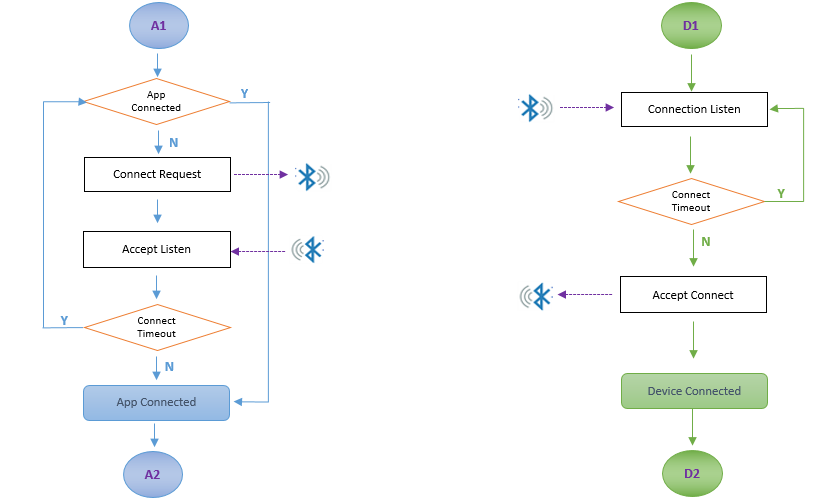 A1
App
Connected
Y
N
Connect Request
Accept Listen
Connect
Timeout
Y
N
App Connected
A2
D1
Connection Listen
Connect
Timeout
Y
N
Accept Connect
Device Connected
D2